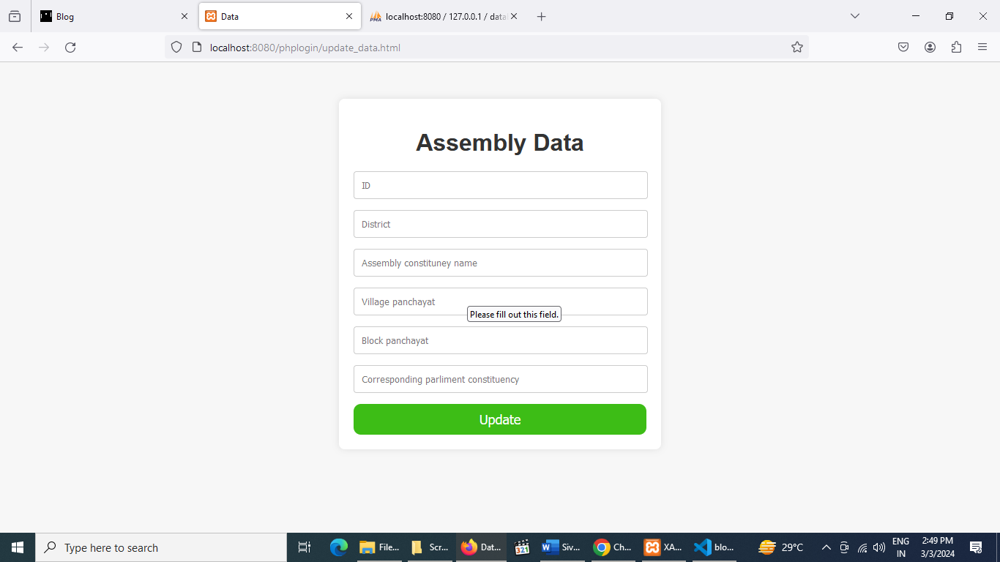 Blog
Data
localhost:8080 / 127.0.0.1 / datal
localhost:8080/phplogin/update_data.html
Assembly Data
ID
District
Assembly constituney name
Village panchayat
Please fill out this field.
Block panchayat
Corresponding parliment constituency
Update
Type here to search
File...
Scr...
Dat...
321
Siv...
Ch...
XA...
blo...
29°C
ENG
IN
2:49 PM
3/3/2024